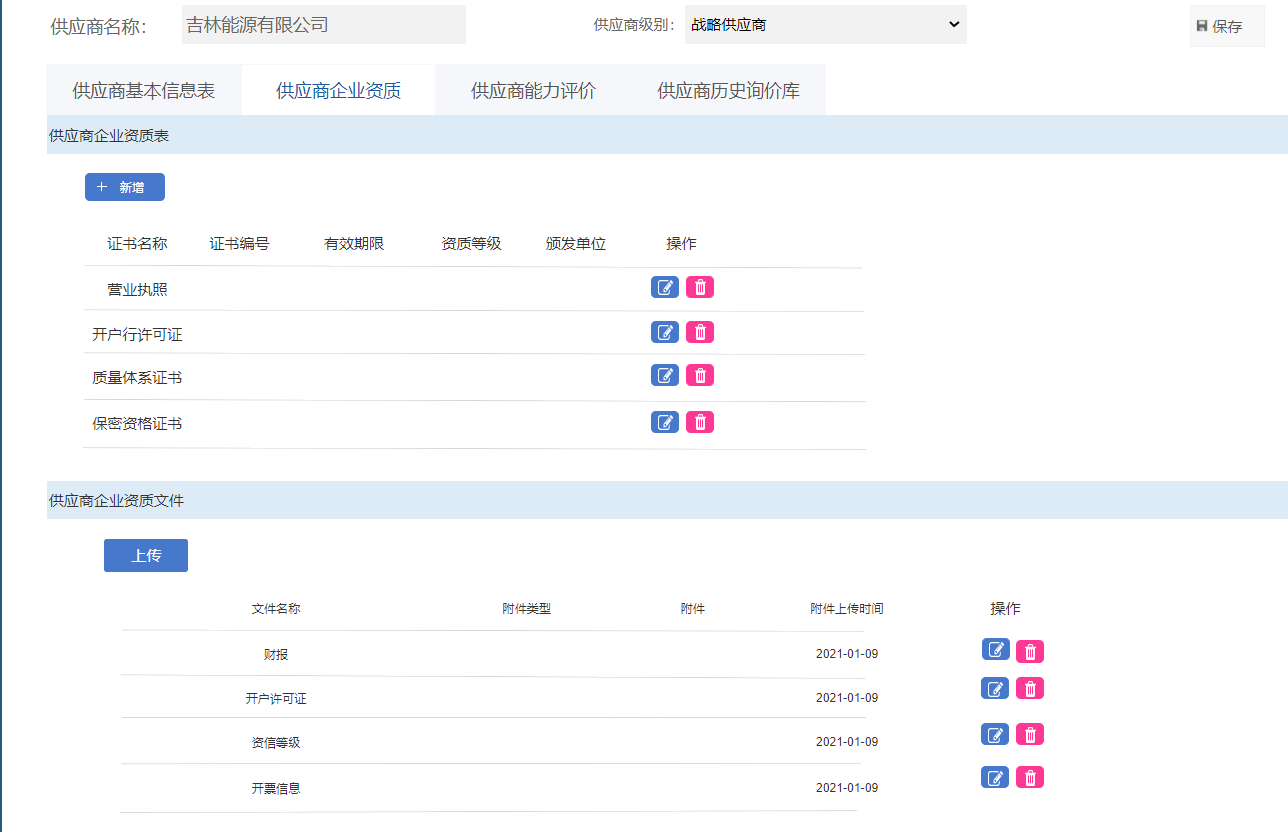 供应商名称： 吉林能源有限公司 供应商级别： 战略供应商 保存
供应商基本信息表 供应商企业资质 供应商能力评价 供应商历史询价库
供应商企业资质表
+ 新增
证书名称 证书编号 有效期限 资质等级 颁发单位 操作
营业执照
开户行许可证
质量体系证书
保密资格证书
供应商企业资质文件
上传
文件名称 附件类型 附件 附件上传时间 操作
财报 2021-01-09
开户许可证 2021-01-09
资信等级 2021-01-09
开票信息 2021-01-09